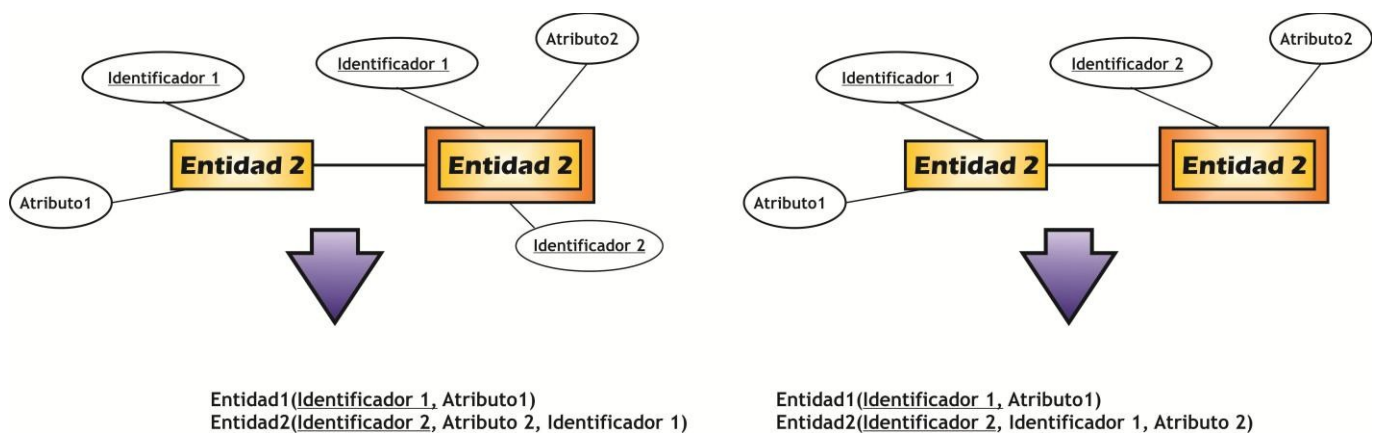 Atributo2
Identificador 1
Identificador 1
Entidad 2
Entidad 2
Atributo1
Identificador 2
Entidad1(Identificador 1, Atributo1)
Entidad2(Identificador 2, Atributo 2, Identificador 1)
Atributo2
Identificador 1
Identificador 2
Entidad 2
Entidad 2
Atributo1
Entidad1(Identificador 1, Atributo1)
Entidad2(Identificador 2, Identificador 1, Atributo 2)